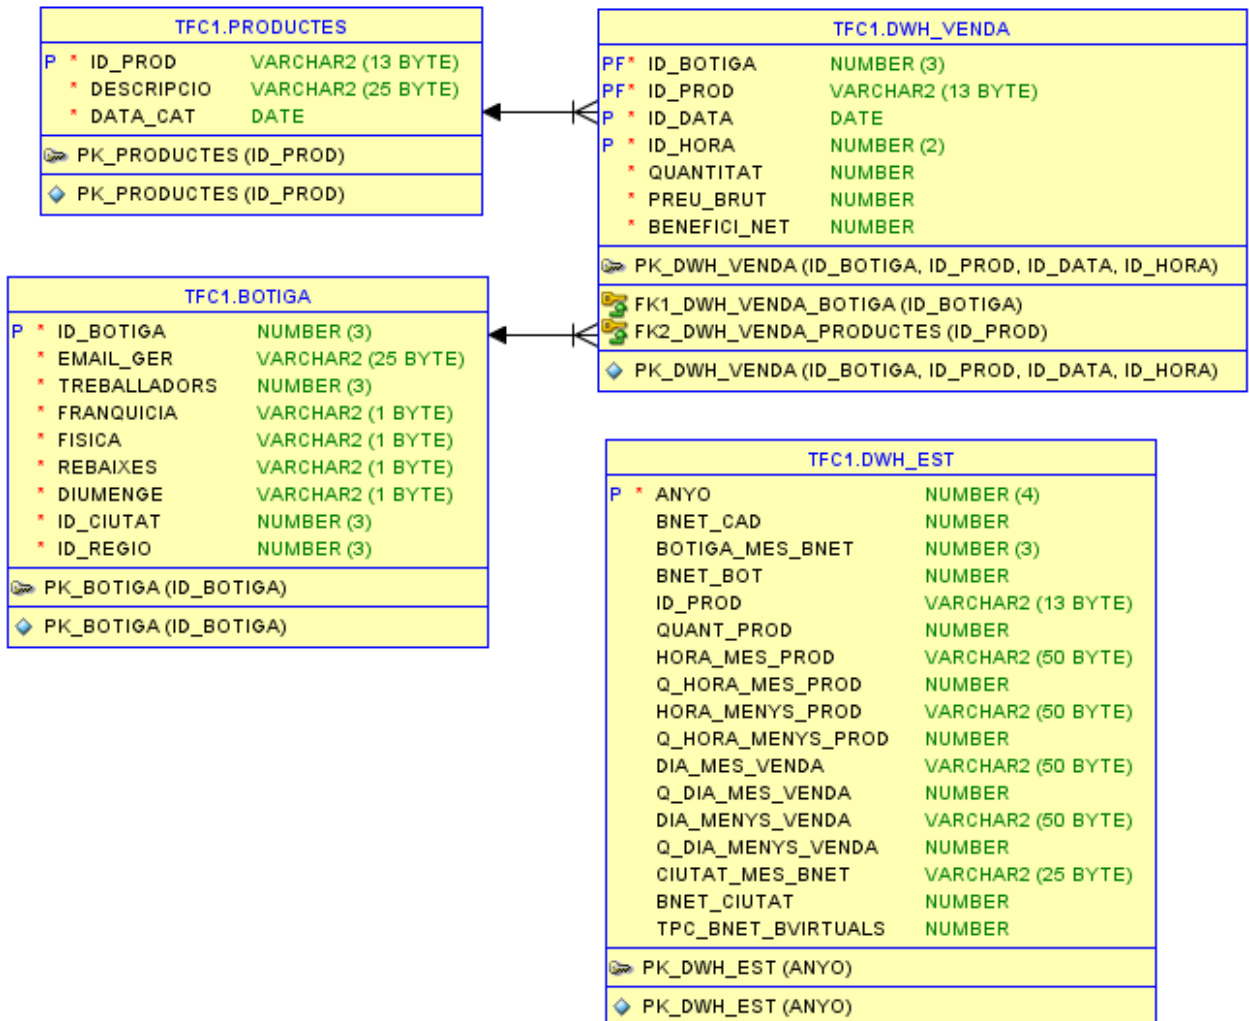 TFC1.PRODUCTES
P * ID_PROD VARCHAR2 (13 BYTE)
* DESCRIPCIO VARCHAR2 (25 BYTE)
* DATA_CAT DATE
PK_PRODUCTES (ID_PROD)
PK_PRODUCTES (ID_PROD)
TFC1.DWH_VENDA
PF* ID_BOTIGA NUMBER (3)
PF* ID_PROD VARCHAR2 (13 BYTE)
P * ID_DATA DATE
P * ID_HORA NUMBER (2)
* QUANTITAT NUMBER
* PREU_BRUT NUMBER
* BENEFICI_NET NUMBER
PK_DWH_VENDA (ID_BOTIGA, ID_PROD, ID_DATA, ID_HORA)
FK1_DWH_VENDA_BOTIGA (ID_BOTIGA)
FK2_DWH_VENDA_PRODUCTES (ID_PROD)
PK_DWH_VENDA (ID_BOTIGA, ID_PROD, ID_DATA, ID_HORA)
TFC1.BOTIGA
P * ID_BOTIGA NUMBER (3)
* EMAIL_GER VARCHAR2 (25 BYTE)
* TREBALLADORS NUMBER (3)
* FRANQUICIA VARCHAR2 (1 BYTE)
* FISICA VARCHAR2 (1 BYTE)
* REBAIXES VARCHAR2 (1 BYTE)
* DIUMENGE VARCHAR2 (1 BYTE)
* ID_CIUTAT NUMBER (3)
* ID_REGIO NUMBER (3)
PK_BOTIGA (ID_BOTIGA)
PK_BOTIGA (ID_BOTIGA)
TFC1.DWH_EST
P * ANYO NUMBER (4)
BNET_CAD NUMBER
BOTIGA_MES_BNET NUMBER (3)
BNET_BOT NUMBER
ID_PROD VARCHAR2 (13 BYTE)
QUANT_PROD NUMBER
HORA_MES_PROD VARCHAR2 (50 BYTE)
Q_HORA_MES_PROD NUMBER
HORA_MENYS_PROD VARCHAR2 (50 BYTE)
Q_HORA_MENYS_PROD NUMBER
DIA_MES_VENDA VARCHAR2 (50 BYTE)
Q_DIA_MES_VENDA NUMBER
DIA_MENYS_VENDA VARCHAR2 (50 BYTE)
Q_DIA_MENYS_VENDA NUMBER
CIUTAT_MES_BNET VARCHAR2 (25 BYTE)
BNET_CIUTAT NUMBER
TPC_BNET_BVIRTUALS NUMBER
PK_DWH_EST (ANYO)
PK_DWH_EST (ANYO)